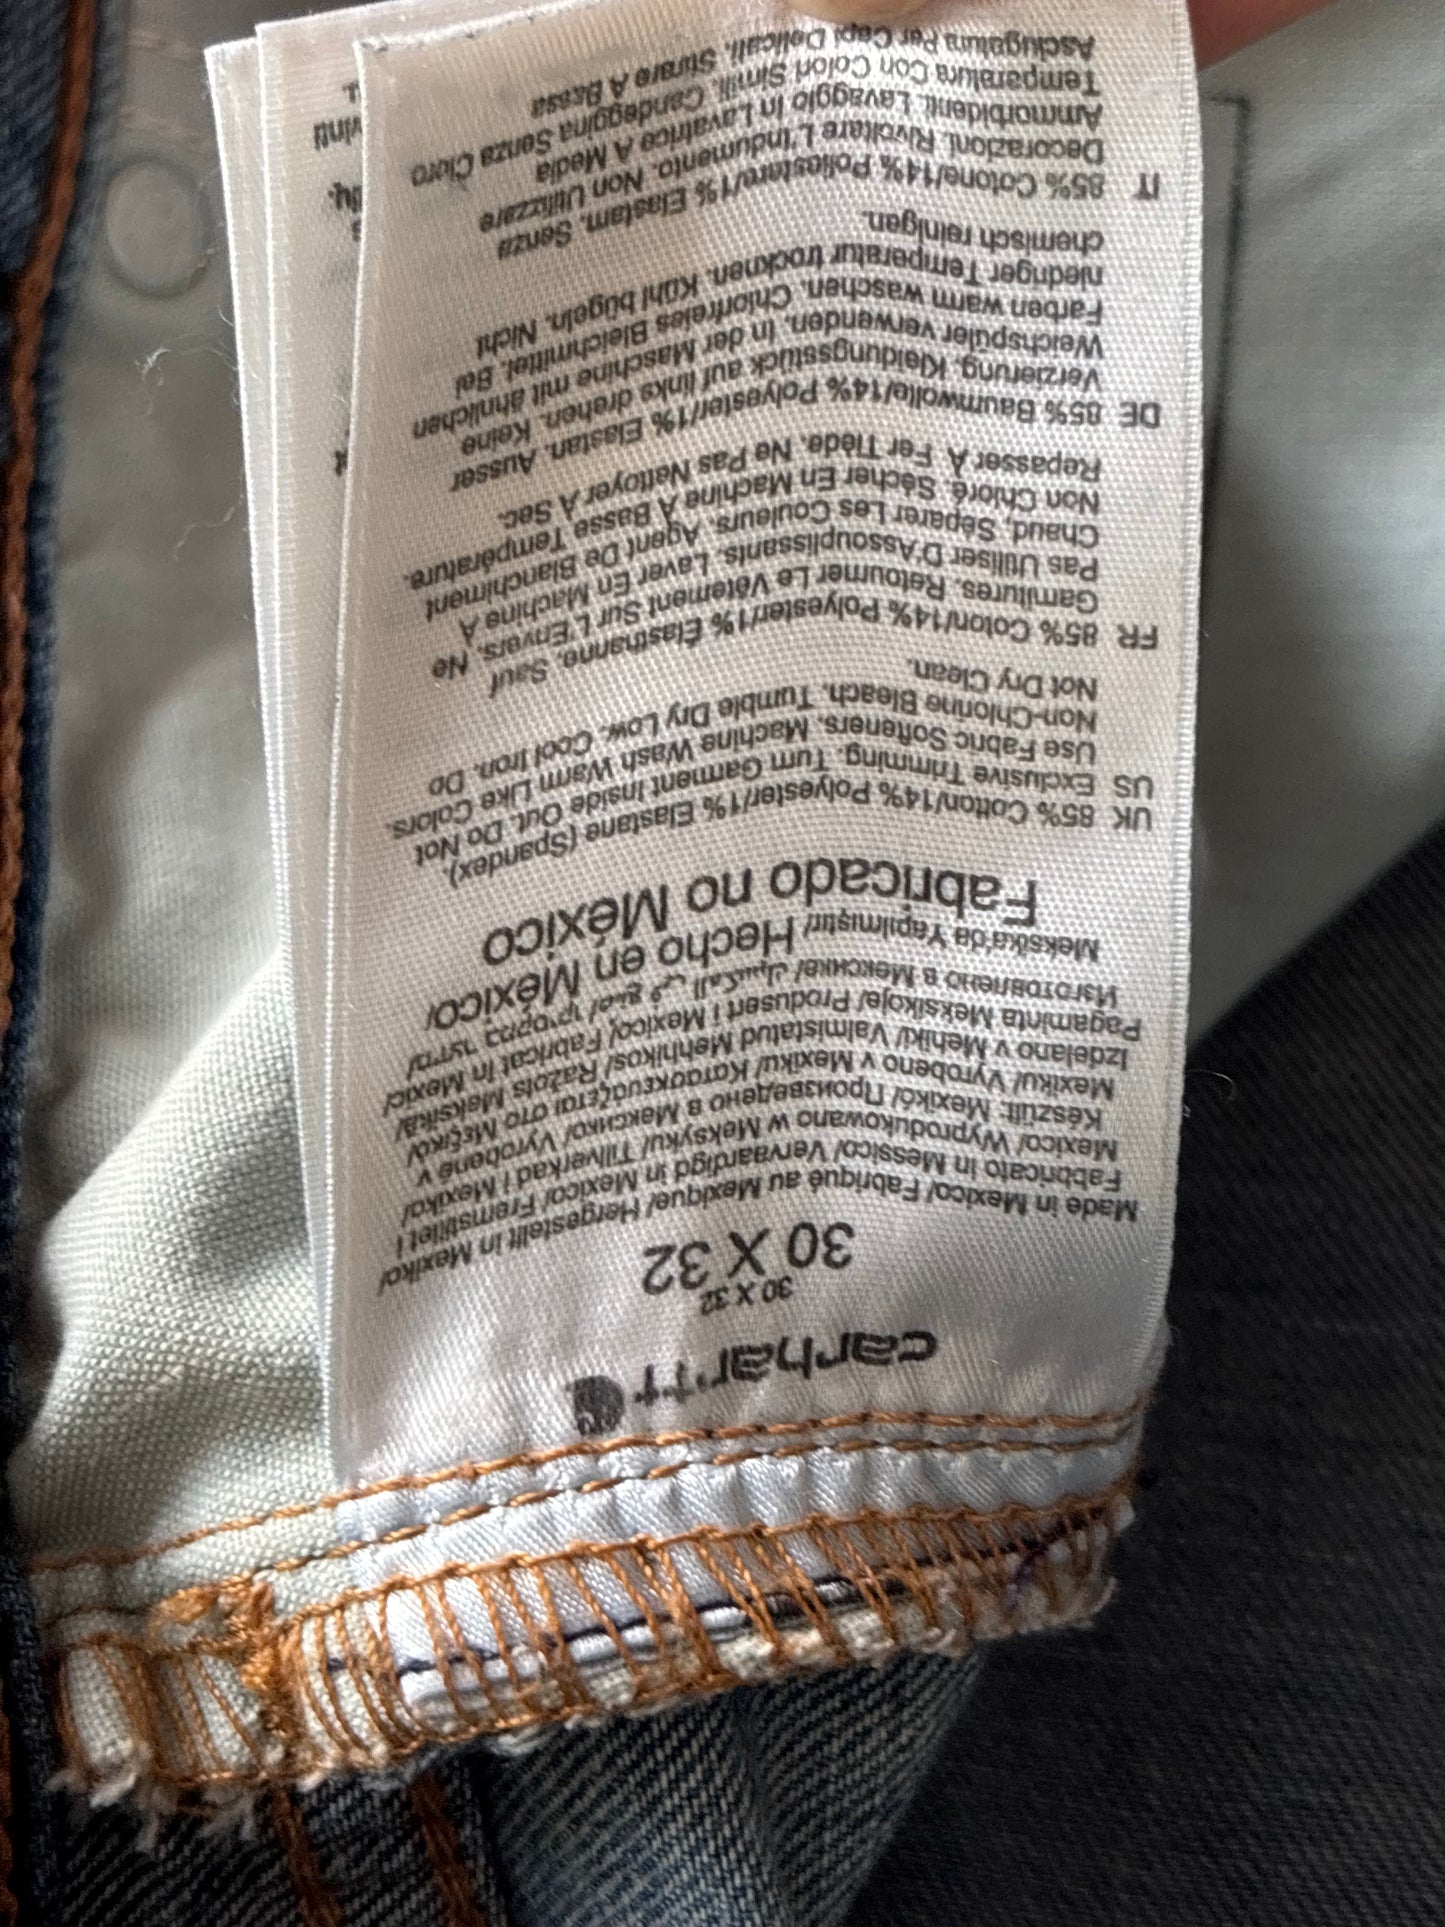 carhartt
30 X 32
30 X 32
Made in Mexico/ Fabriqué au Mexique/ Hergestellt in Mexiko/
Fabbricato in Messico/ Vervaardigd in Mexico/ Fremstillet i
Mexico/ Wyprodukowano w Meksyku/ Tilverkad i Mexiko/
Készült: Mexikó/ Произведено в Мексико/ Vyrobené v
Mexiku/ Vyrobeno v Mexiku/ Κατασκευάζεται στο Μεξικό/
Izdelano v Mehiki/ Valmistatud Mehhikos/ Ražots Meksikā/
Pagaminta Meksikoje/ Produsert i Mexico/ Fabricat în Mexic/
Изготовлено в Мексике/
Meksika'da Yapılmıştır/ Hecho en México/
Fabricado no México
UK 85% Cotton/14% Polyester/1% Elastane (Spandex).
US Exclusive Trimming. Turn Garment Inside Out. Do Not
Use Fabric Softeners. Machine Wash Warm Like Colors.
Non-Chlorine Bleach. Tumble Dry Low. Cool Iron. Do
Not Dry Clean.
FR 85% Coton/14% Polyester/1% Élasthanne. Sauf
Garnitures. Retourner Le Vêtement Sur L'Envers. Ne
Pas Utiliser D'Assouplissants. Laver En Machine A
Chaud, Séparer Les Couleurs. Agent De Blanchiment
Non Chloré. Sécher En Machine À Basse Température.
Repasser À Fer Tiède. Ne Pas Nettoyer A Sec.
DE 85% Baumwolle/14% Polyester/1% Elastan. Ausser
Verzierung. Kleidungsstück auf links drehen. Keine
Weichspüler verwenden. In der Maschine mit ähnlichen
Farben warm waschen. Chlorfreies Bleichmittel. Bei
niedriger Temperatur trocknen. Kühl bügeln. Nicht
chemisch reinigen.
IT 85% Cotone/14% Poliestere/1% Elastam. Senza
Decorazioni. Rivoltare L'Indumento. Non Utilizzare
Ammorbidenti. Lavaggio In Lavatrice A Media
Temperatura Con Colori Simili. Candeggina Senza Cloro
Asciugatura Per Capi Delicati. Stirare A Bassa